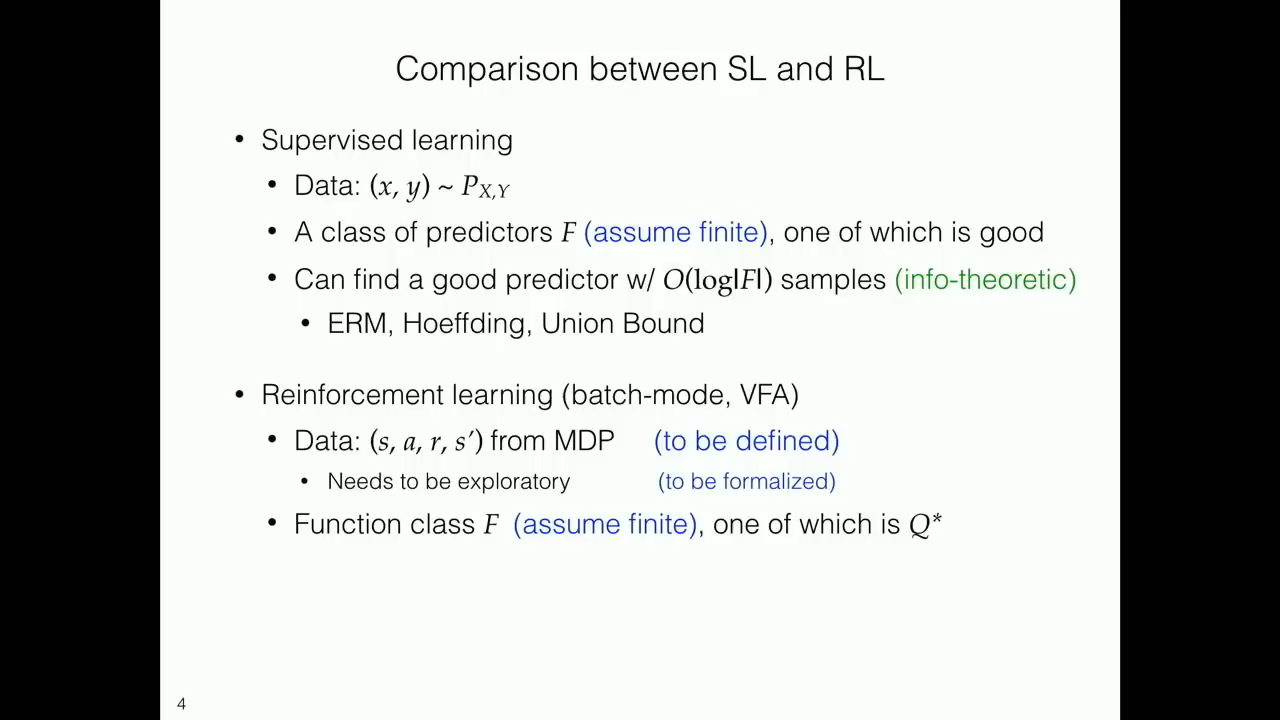 Comparison between SL and RL
• Supervised learning
• Data: (x, y) ~ P_{X,Y}
• A class of predictors F (assume finite), one of which is good
• Can find a good predictor w/ O(log|F|) samples (info-theoretic)
• ERM, Hoeffding, Union Bound
• Reinforcement learning (batch-mode, VFA)
• Data: (s, a, r, s′) from MDP (to be defined)
• Needs to be exploratory (to be formalized)
• Function class F (assume finite), one of which is Q*
4